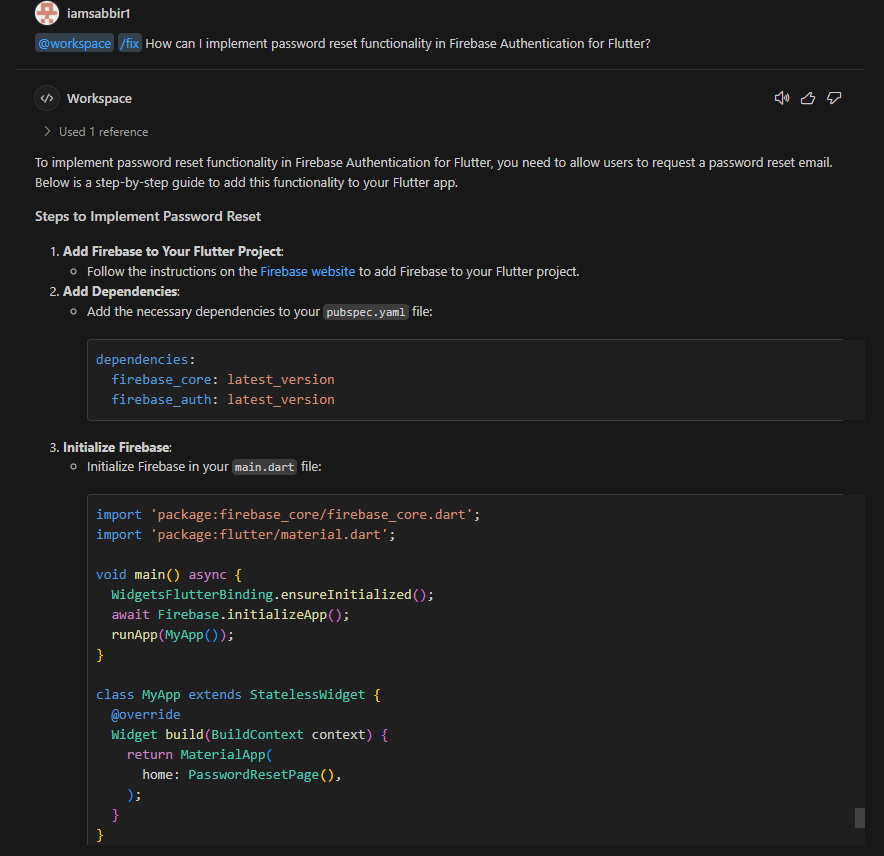 iamsabbir1
@workspace /fix How can I implement password reset functionality in Firebase Authentication for Flutter?
Workspace
Used 1 reference
To implement password reset functionality in Firebase Authentication for Flutter, you need to allow users to request a password reset email.
Below is a step-by-step guide to add this functionality to your Flutter app.
Steps to Implement Password Reset
1. Add Firebase to Your Flutter Project:
Follow the instructions on the Firebase website to add Firebase to your Flutter project.
2. Add Dependencies:
Add the necessary dependencies to your pubspec.yaml file:
dependencies:
  firebase_core: latest_version
  firebase_auth: latest_version
3. Initialize Firebase:
Initialize Firebase in your main.dart file:
import 'package:firebase_core/firebase_core.dart';
import 'package:flutter/material.dart';
void main() async {
  WidgetsFlutterBinding.ensureInitialized();
  await Firebase.initializeApp();
  runApp(MyApp());
}
class MyApp extends StatelessWidget {
  @override
  Widget build(BuildContext context) {
    return MaterialApp(
      home: PasswordResetPage(),
    );
  }
}